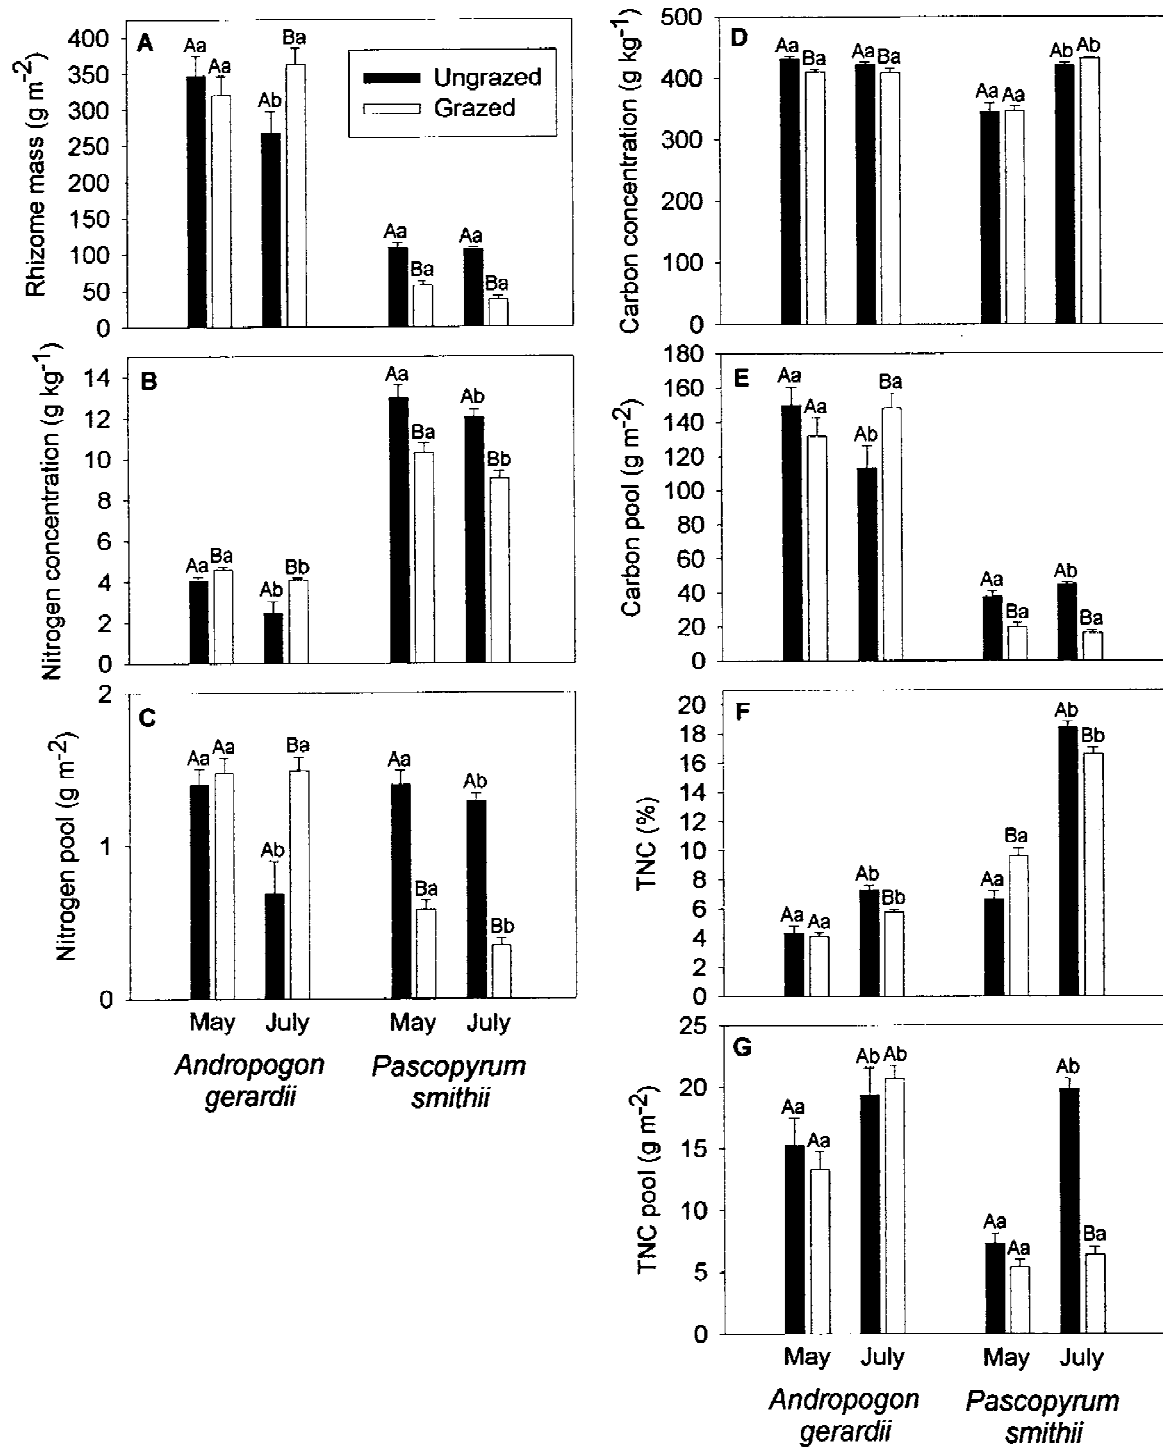 A
Rhizome mass (g m-2)
400
350
300
250
200
150
100
50
0
Ungrazed
Grazed
Aa
Aa
Ab
Ba
Aa
Ba
Aa
Ba
B
Nitrogen concentration (g kg-1)
14
12
10
8
6
4
2
0
Aa
Ba
Ab
Bb
Aa
Ba
Ab
Bb
C
Nitrogen pool (g m-2)
2
1
0
Aa
Aa
Ab
Ba
Aa
Ba
Ab
Bb
May July May July
Andropogon Pascopyrum
gerardii smithii
D
Carbon concentration (g kg-1)
500
400
300
200
100
0
Aa
Ba
Aa
Ba
Aa
Aa
Ab
Ab
E
Carbon pool (g m-2)
180
160
140
120
100
80
60
40
20
0
Aa
Aa
Ab
Ba
Aa
Ba
Ab
Ba
F
TNC (%)
20
18
16
14
12
10
8
6
4
2
0
Aa
Aa
Ab
Bb
Aa
Ba
Ab
Bb
G
TNC pool (g m-2)
25
20
15
10
5
0
Aa
Aa
Ab
Ab
Aa
Aa
Ab
Ba
May July May July
Andropogon Pascopyrum
gerardii smithii